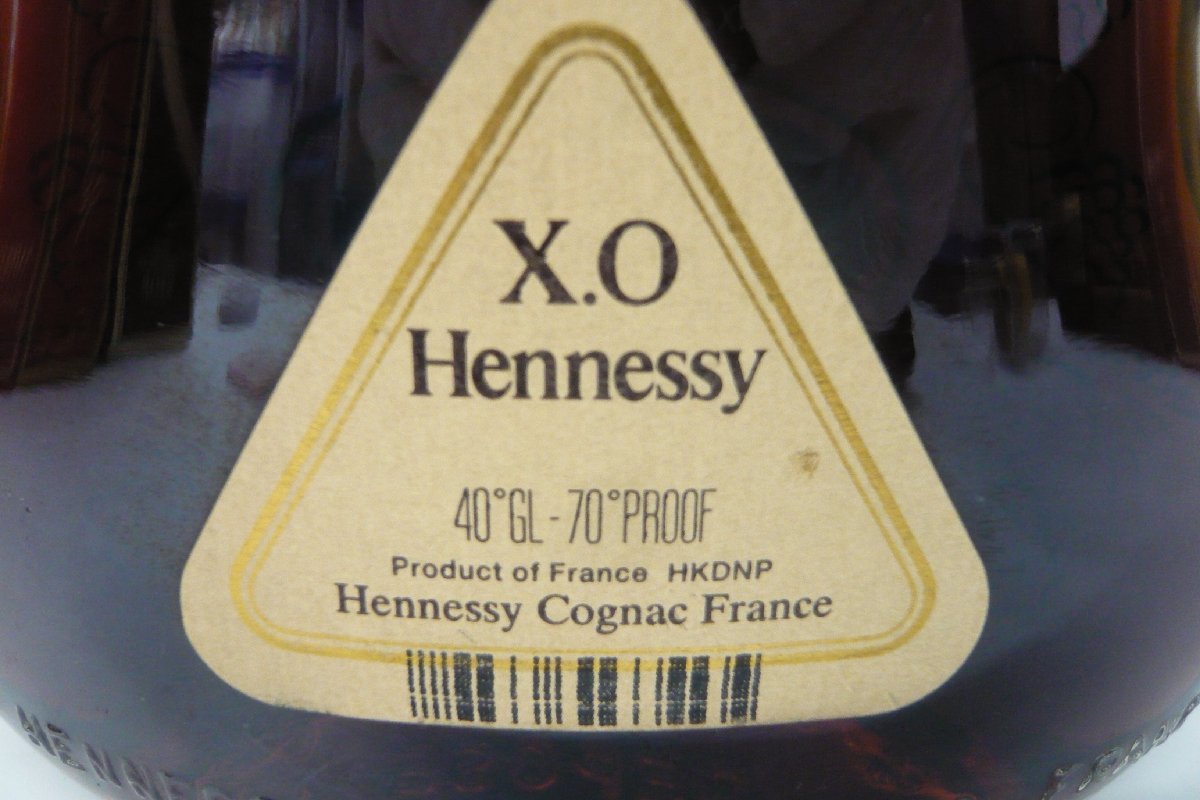 X.O
Hennessy
40°GL - 70°PROOF
Product of France HKDNP
Hennessy Cognac France